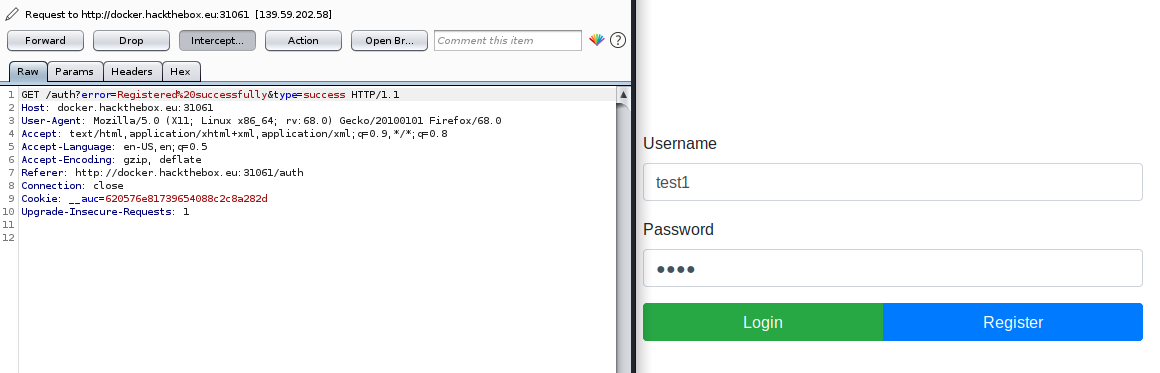 Request to http://docker.hackthebox.eu:31061 [139.59.202.58]
Forward Drop Intercept... Action Open Br... Comment this item ?
Raw Params Headers Hex
1 GET /auth?error=Registered%20successfully&type=success HTTP/1.1
2 Host: docker.hackthebox.eu:31061
3 User-Agent: Mozilla/5.0 (X11; Linux x86_64; rv:68.0) Gecko/20100101 Firefox/68.0
4 Accept: text/html,application/xhtml+xml,application/xml;q=0.9,*/*;q=0.8
5 Accept-Language: en-US,en;q=0.5
6 Accept-Encoding: gzip, deflate
7 Referer: http://docker.hackthebox.eu:31061/auth
8 Connection: close
9 Cookie: __auc=620576e81739654088c2c8a282d
10 Upgrade-Insecure-Requests: 1
11
12
Username
test1
Password
●●●●
Login Register